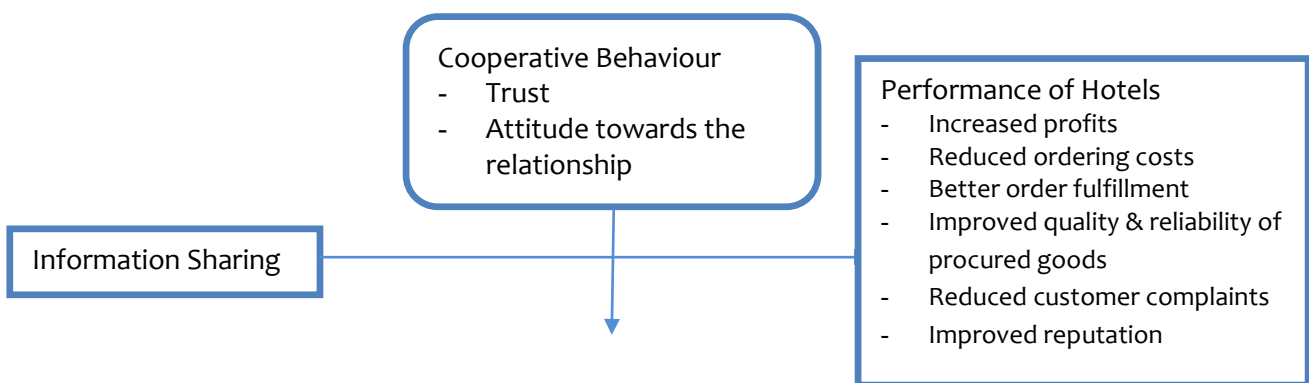 Cooperative Behaviour
- Trust
- Attitude towards the
relationship
Information Sharing
Performance of Hotels
- Increased profits
- Reduced ordering costs
- Better order fulfillment
- Improved quality & reliability of
procured goods
- Reduced customer complaints
- Improved reputation